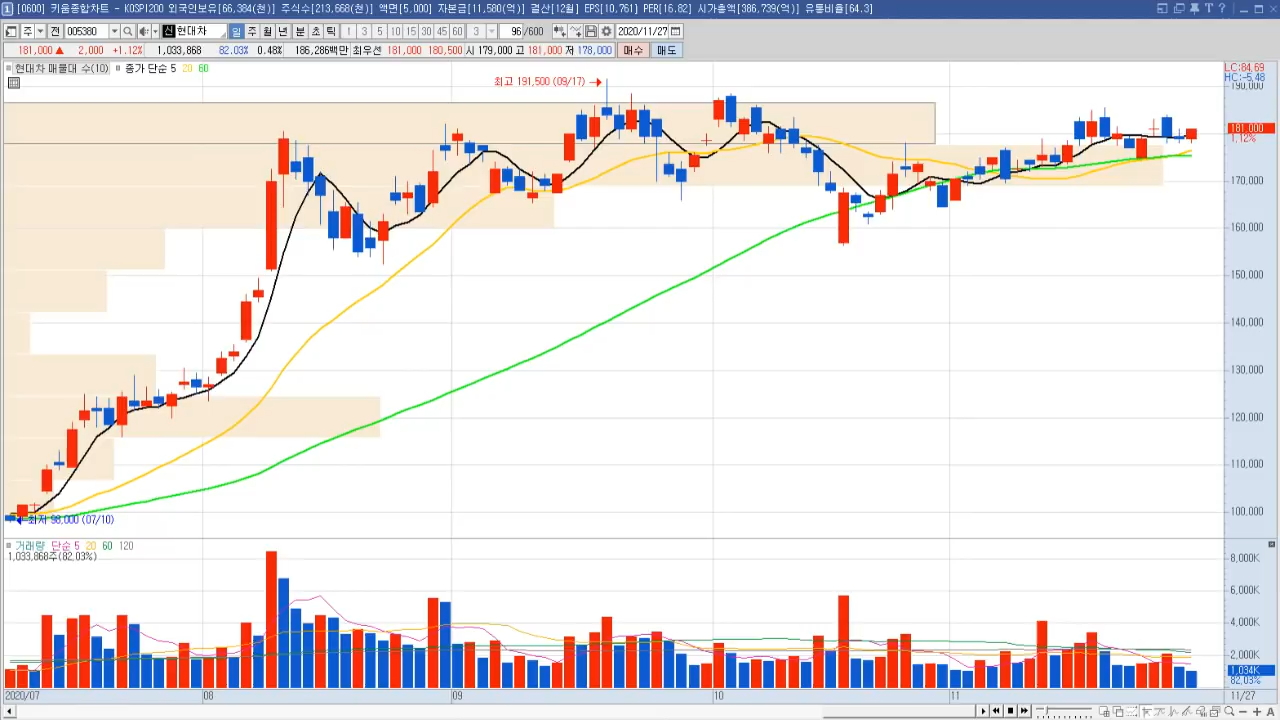 [0600] 키움종합차트 - KOSPI200 외국인보유[66,384(천)] 주식수[213,668(천)] 액면[5,000] 자본금[11,580(억)] 결산[12월] EPS[10,761] PER[16.82] 시가총액[386,739(억)] 유동비율[64.3]
주 전 005380 신 현대차 일 주 월 년 분 초 틱 1 3 5 10 15 30 45 60 3 96 /600 2020/11/27
181,000 ▲ 2,000 +1.12% 1,033,868 82.03% 0.48% 186,286백만 최우선 181,000 180,500 시 179,000 고 181,000 저 178,000 매수 매도
현대차 매물대 수(10) 종가 단순 5 20 60
LC:84.69
HC:-5.48
최고 191,500 (09/17)
190,000
181,000
1.12%
170,000
160,000
150,000
140,000
130,000
120,000
110,000
100,000
최저 98,000 (07/10)
거래량 단순 5 20 60 120
1,033,868주(82.03%)
8,000K
6,000K
4,000K
2,000K
1,034K
82.03%
2020/07 08 09 10 11 11/27